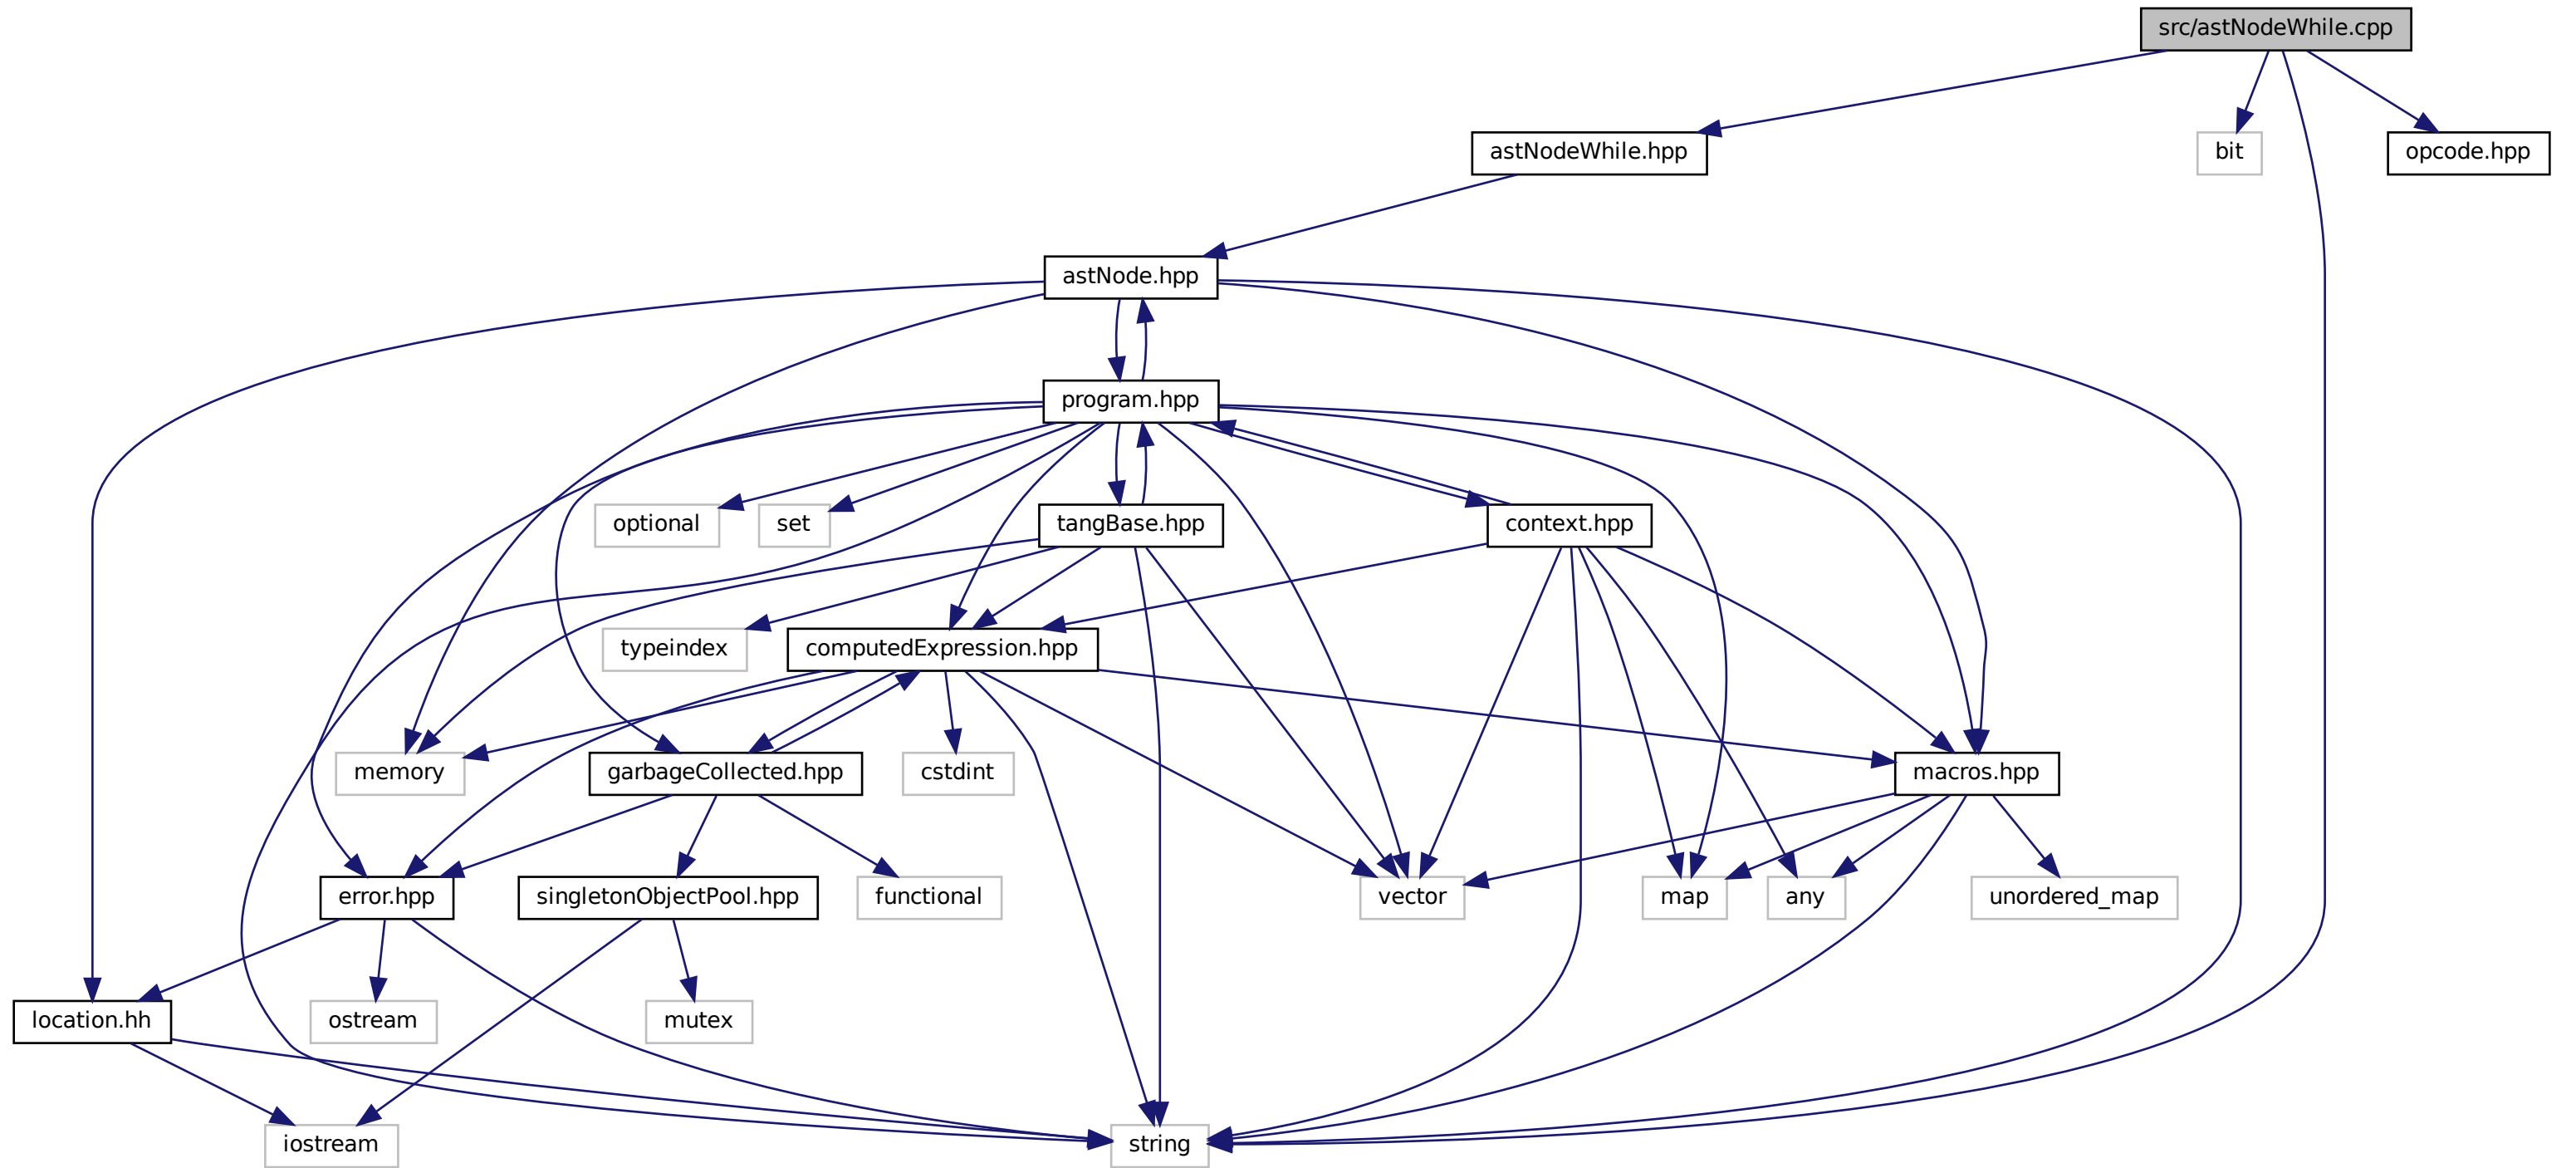 src/astNodeWhile.cpp
astNodeWhile.hpp
bit
opcode.hpp
astNode.hpp
program.hpp
optional
set
tangBase.hpp
context.hpp
typeindex
computedExpression.hpp
memory
garbageCollected.hpp
cstdint
macros.hpp
error.hpp
singletonObjectPool.hpp
functional
vector
map
any
unordered_map
location.hh
ostream
mutex
iostream
string